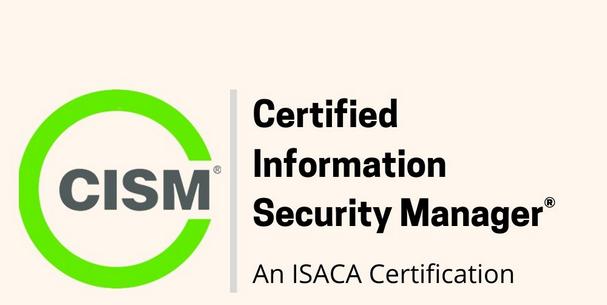 CISM®
Certified
Information
Security Manager®
An ISACA Certification